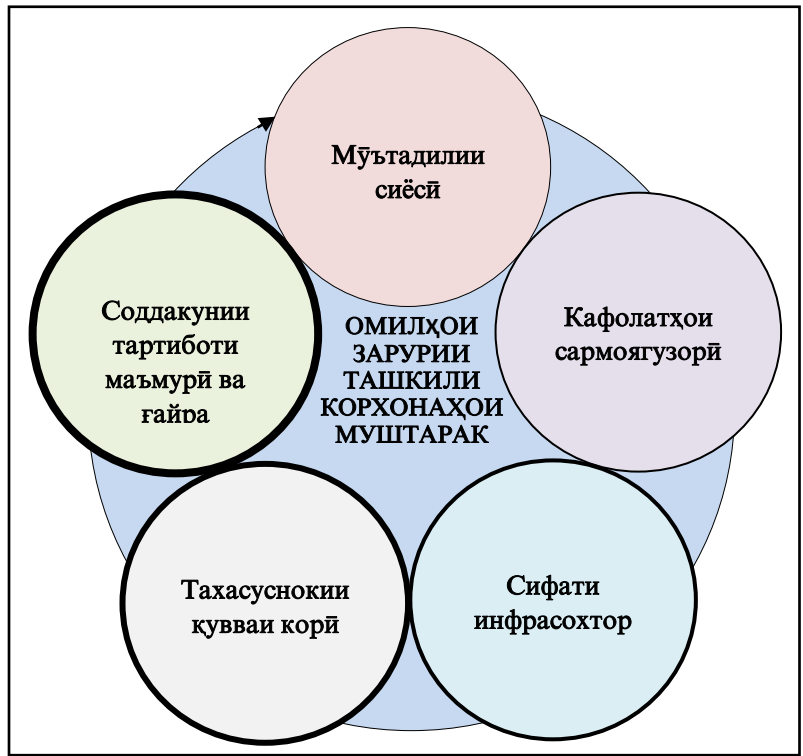 Мӯътадилии
сиёсӣ
Кафолатҳои
сармоягузорӣ
Сифати
инфрасохтор
Тахасуснокии
қувваи корӣ
Соддакунии
тартиботи
маъмурӣ ва
ғайра
ОМИЛҲОИ
ЗАРУРИИ
ТАШКИЛИ
КОРХОНАҲОИ
МУШТАРАК